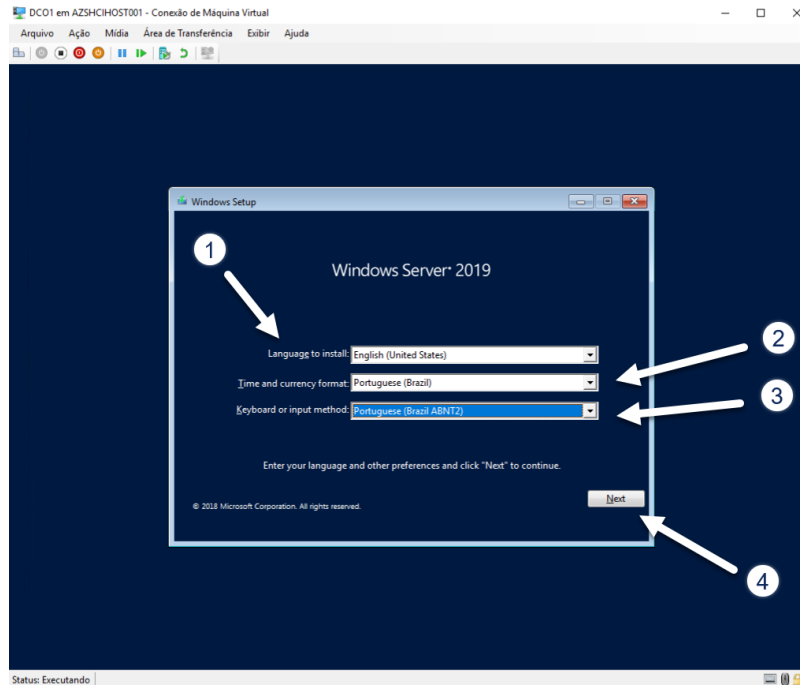 DCO1 em AZSHCIHOST001 - Conexão de Máquina Virtual
Arquivo Ação Mídia Área de Transferência Exibir Ajuda
Windows Setup
1
Windows Server 2019
2
Language to install: English (United States)
Time and currency format: Portuguese (Brazil)
3
Keyboard or input method: Portuguese (Brazil ABNT2)
Enter your language and other preferences and click "Next" to continue.
© 2018 Microsoft Corporation. All rights reserved.
Next
4
Status: Executando